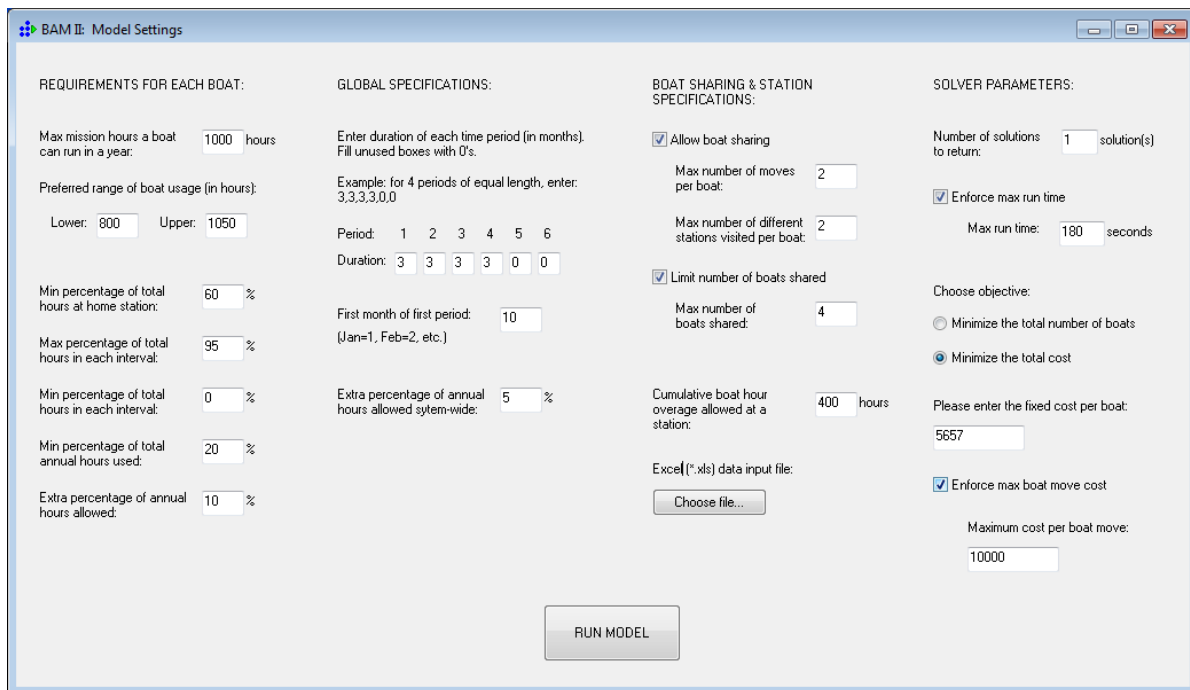 BAM II: Model Settings
REQUIREMENTS FOR EACH BOAT:
Max mission hours a boat
can run in a year:
1000 hours
Preferred range of boat usage (in hours):
Lower: 800 Upper: 1050
Min percentage of total
hours at home station:
60 %
Max percentage of total
hours in each interval:
95 %
Min percentage of total
hours in each interval:
0 %
Min percentage of total
annual hours used:
20 %
Extra percentage of annual
hours allowed:
10 %
GLOBAL SPECIFICATIONS:
Enter duration of each time period (in months).
Fill unused boxes with 0's.
Example: for 4 periods of equal length, enter:
3,3,3,3,0,0
Period: 1 2 3 4 5 6
Duration: 3 3 3 3 0 0
First month of first period:
10
(Jan=1, Feb=2, etc.)
Extra percentage of annual
hours allowed sytem-wide:
5 %
BOAT SHARING & STATION
SPECIFICATIONS:
Allow boat sharing
Max number of moves
per boat:
2
Max number of different
stations visited per boat:
2
Limit number of boats shared
Max number of
boats shared:
4
Cumulative boat hour
overage allowed at a
station:
400 hours
Excel (*.xls) data input file:
Choose file...
SOLVER PARAMETERS:
Number of solutions
to return:
1 solution(s)
Enforce max run time
Max run time: 180 seconds
Choose objective:
Minimize the total number of boats
Minimize the total cost
Please enter the fixed cost per boat:
5657
Enforce max boat move cost
Maximum cost per boat move:
10000
RUN MODEL